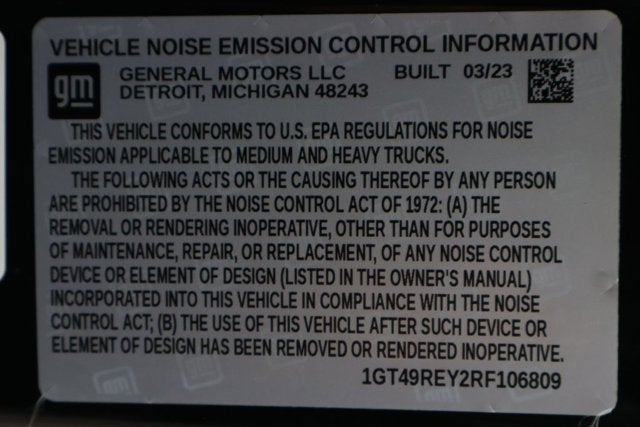 VEHICLE NOISE EMISSION CONTROL INFORMATION
gm GENERAL MOTORS LLC BUILT 03/23
DETROIT, MICHIGAN 48243
THIS VEHICLE CONFORMS TO U.S. EPA REGULATIONS FOR NOISE
EMISSION APPLICABLE TO MEDIUM AND HEAVY TRUCKS.
THE FOLLOWING ACTS OR THE CAUSING THEREOF BY ANY PERSON
ARE PROHIBITED BY THE NOISE CONTROL ACT OF 1972: (A) THE
REMOVAL OR RENDERING INOPERATIVE, OTHER THAN FOR PURPOSES
OF MAINTENANCE, REPAIR, OR REPLACEMENT, OF ANY NOISE CONTROL
DEVICE OR ELEMENT OF DESIGN (LISTED IN THE OWNER'S MANUAL)
INCORPORATED INTO THIS VEHICLE IN COMPLIANCE WITH THE NOISE
CONTROL ACT; (B) THE USE OF THIS VEHICLE AFTER SUCH DEVICE OR
ELEMENT OF DESIGN HAS BEEN REMOVED OR RENDERED INOPERATIVE.
1GT49REY2RF106809